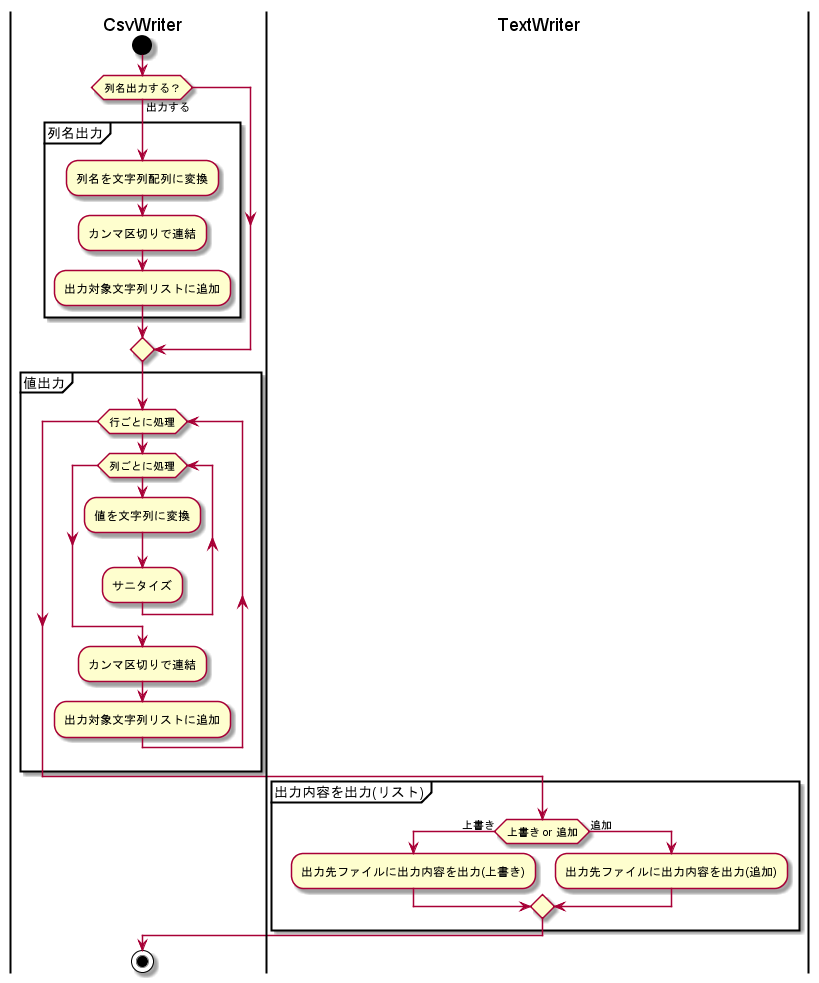 CsvWriter
TextWriter
列名出力する？
出力する
列名出力
列名を文字列配列に変換
カンマ区切りで連結
出力対象文字列リストに追加
値出力
行ごとに処理
列ごとに処理
値を文字列に変換
サニタイズ
カンマ区切りで連結
出力対象文字列リストに追加
出力内容を出力(リスト)
上書き
上書き or 追加
追加
出力先ファイルに出力内容を出力(上書き)
出力先ファイルに出力内容を出力(追加)